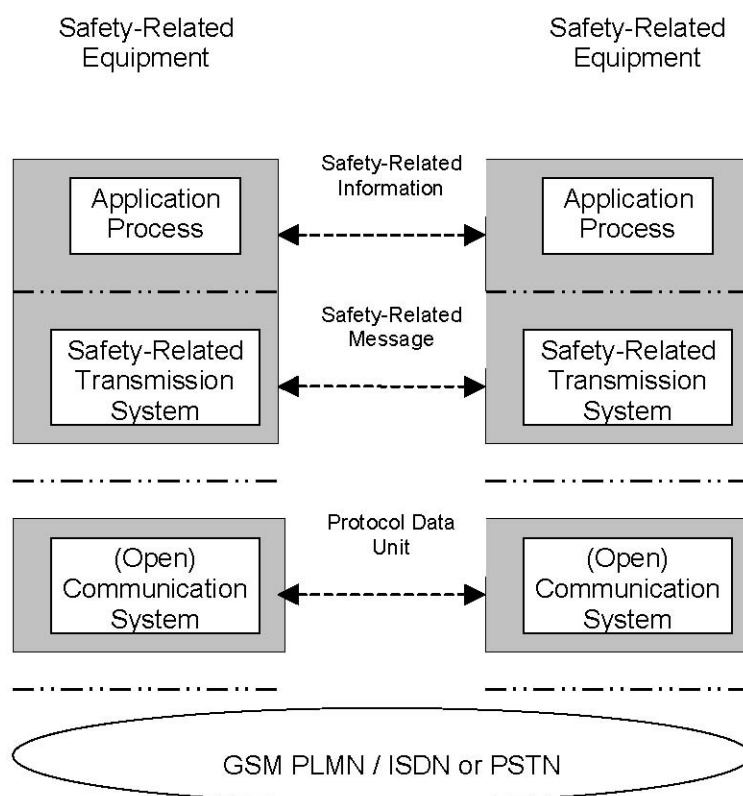 Safety-Related
Equipment
Safety-Related
Equipment
Safety-Related
Information
Application
Process
Application
Process
Safety-Related
Message
Safety-Related
Transmission
System
Safety-Related
Transmission
System
Protocol Data
Unit
(Open)
Communication
System
(Open)
Communication
System
GSM PLMN / ISDN or PSTN